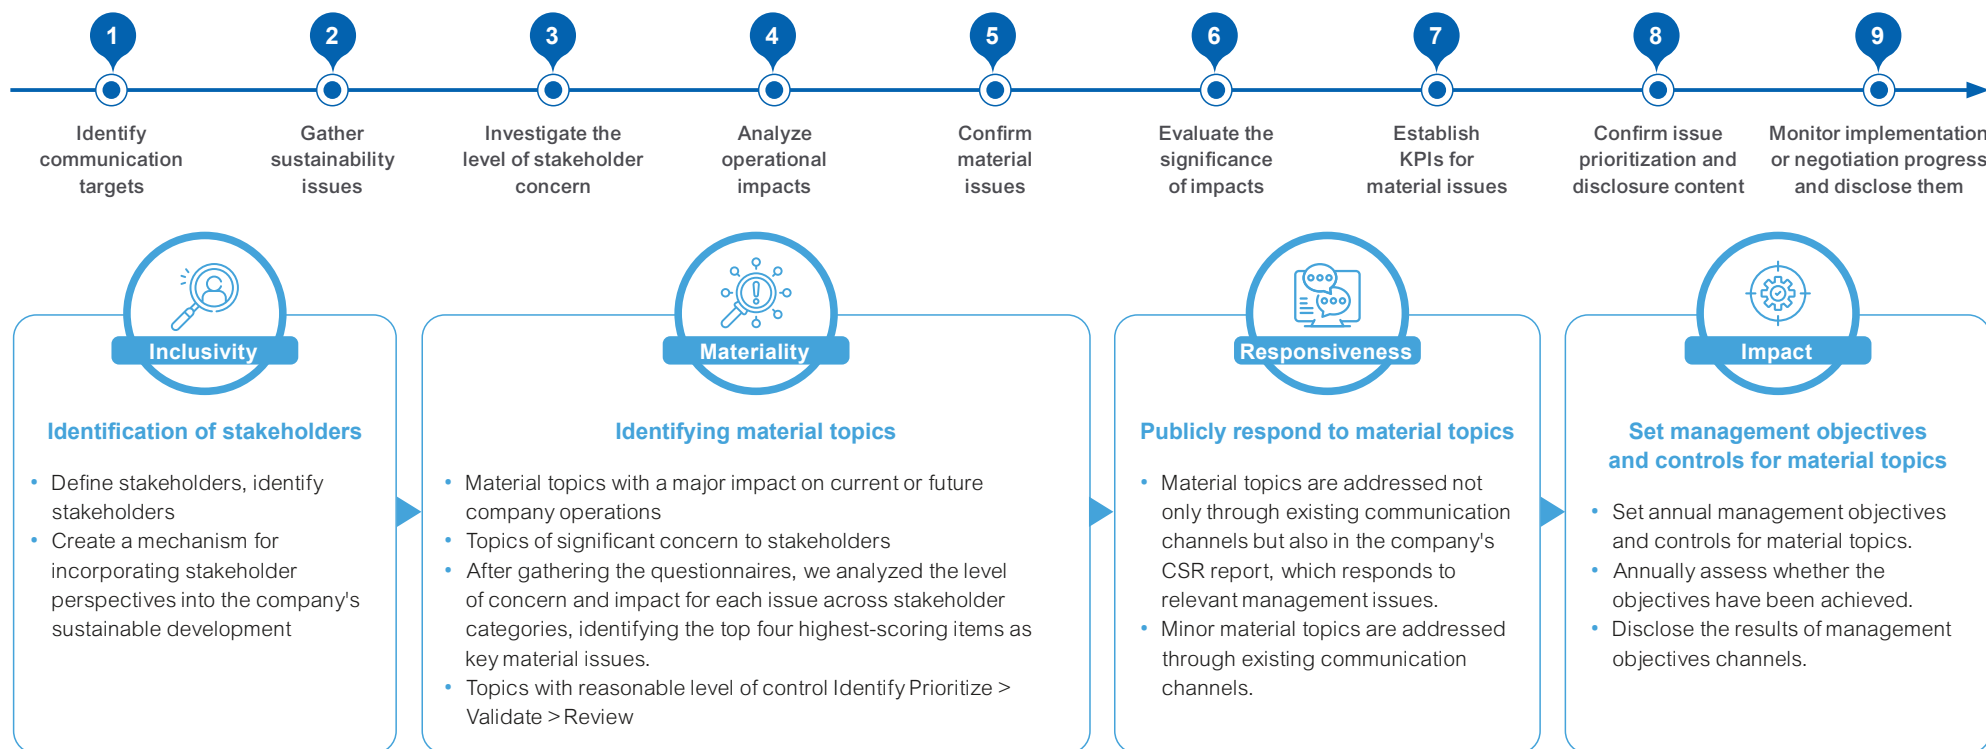 1
Identify
communication
targets
2
Gather
sustainability
issues
3
Investigate the
level of stakeholder
concern
4
Analyze
operational
impacts
5
Confirm
material
issues
6
Evaluate the
significance
of impacts
7
Establish
KPIs for
material issues
8
Confirm issue
prioritization and
disclosure content
9
Monitor implementation
or negotiation progress
and disclose them
Inclusivity
Identification of stakeholders
• Define stakeholders, identify
stakeholders
• Create a mechanism for
incorporating stakeholder
perspectives into the company's
sustainable development
Materiality
Identifying material topics
• Material topics with a major impact on current or future
company operations
• Topics of significant concern to stakeholders
• After gathering the questionnaires, we analyzed the level
of concern and impact for each issue across stakeholder
categories, identifying the top four highest-scoring items as
key material issues.
• Topics with reasonable level of control Identify Prioritize >
Validate > Review
Responsiveness
Publicly respond to material topics
• Material topics are addressed not
only through existing communication
channels but also in the company's
CSR report, which responds to
relevant management issues.
• Minor material topics are addressed
through existing communication
channels.
Impact
Set management objectives
and controls for material topics
• Set annual management objectives
and controls for material topics.
• Annually assess whether the
objectives have been achieved.
• Disclose the results of management
objectives channels.